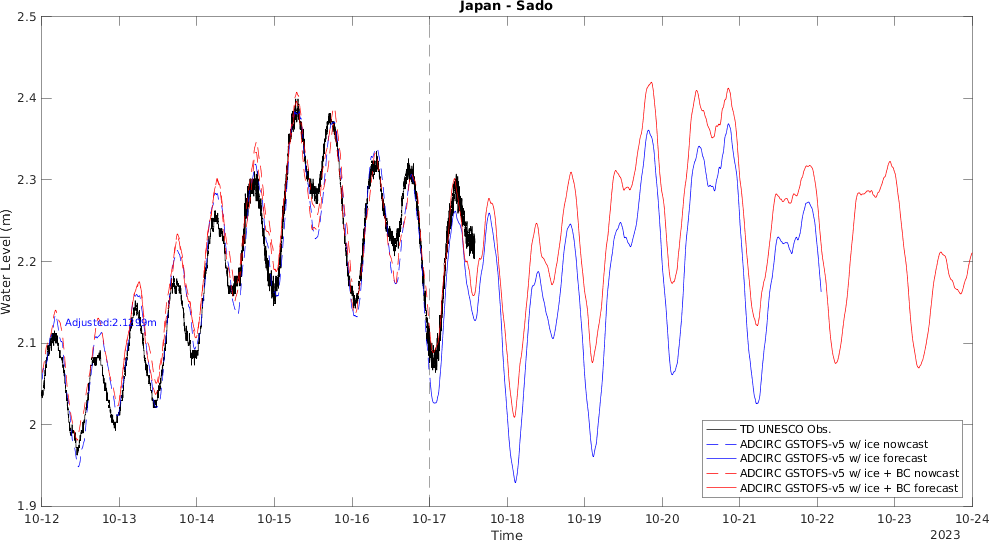 Japan - Sado
2.5
2.4
2.3
2.2
2.1
2
1.9
Water Level (m)
Adjusted:2.1199m
TD UNESCO Obs.
ADCIRC GSTOFS-v5 w/ ice nowcast
ADCIRC GSTOFS-v5 w/ ice forecast
ADCIRC GSTOFS-v5 w/ ice + BC nowcast
ADCIRC GSTOFS-v5 w/ ice + BC forecast
10-12 10-13 10-14 10-15 10-16 10-17 10-18 10-19 10-20 10-21 10-22 10-23 10-24
Time
2023